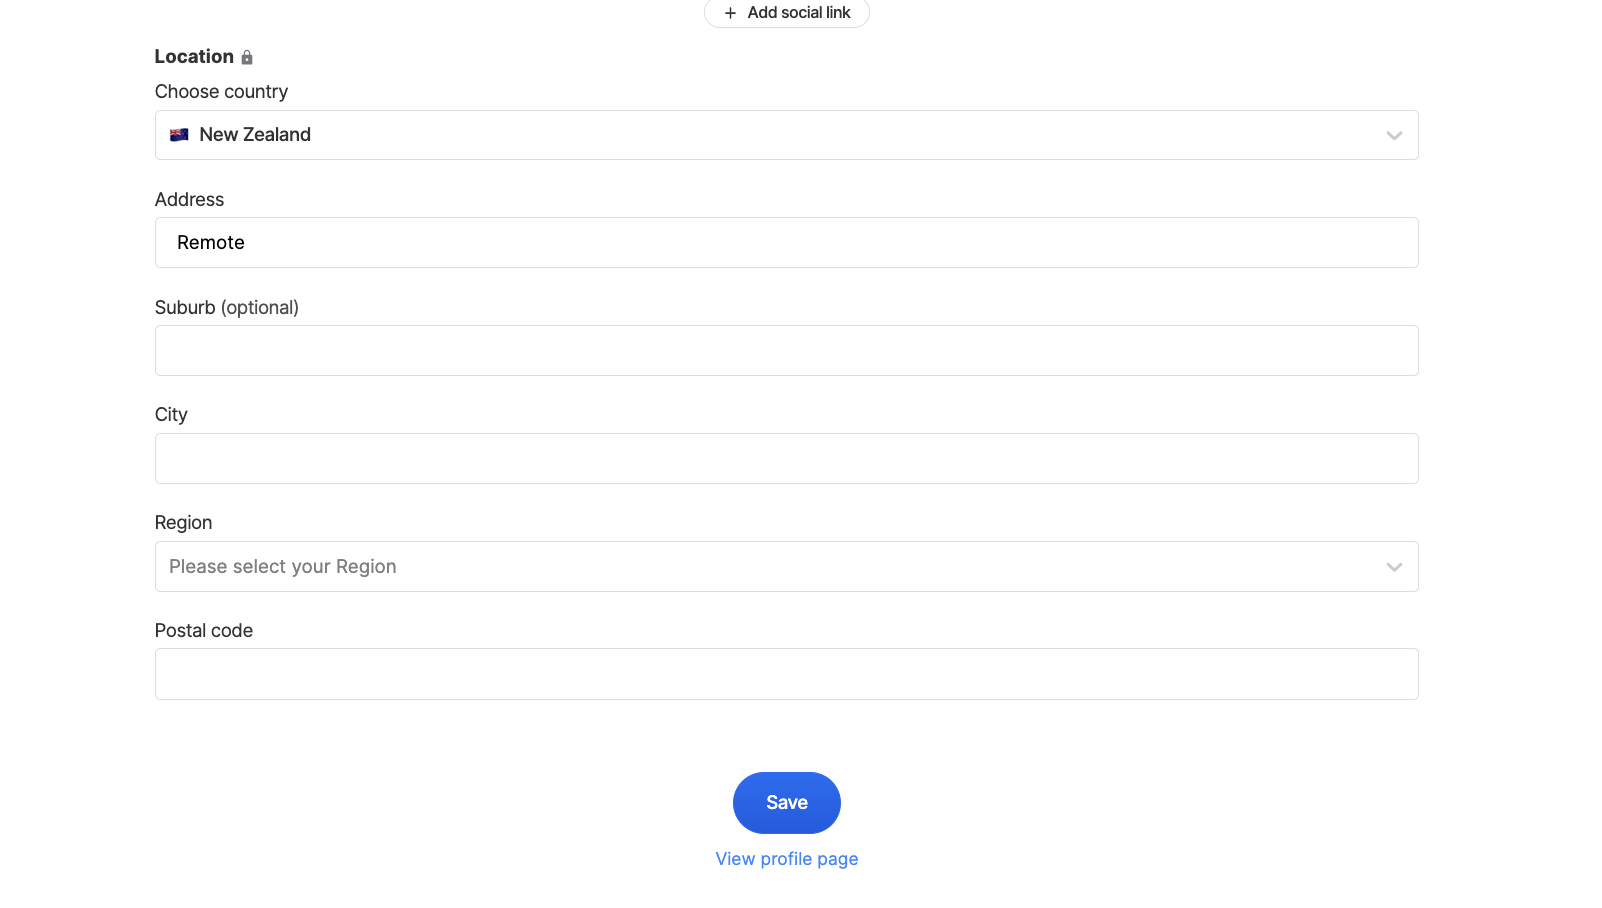 + Add social link
Location
Choose country
New Zealand
Address
Remote
Suburb (optional)
City
Region
Please select your Region
Postal code
Save
View profile page